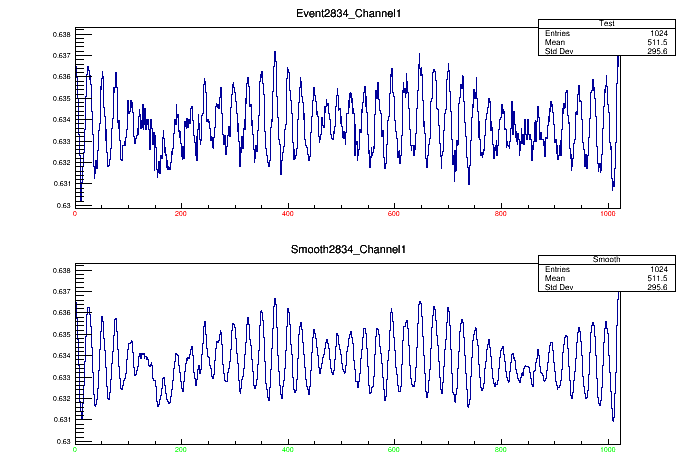 Event2834_Channel1
Test
Entries 1024
Mean 511.5
Std Dev 295.6
0.638
0.637
0.636
0.635
0.634
0.633
0.632
0.631
0.63
0 200 400 600 800 1000
Smooth2834_Channel1
Smooth
Entries 1024
Mean 511.5
Std Dev 295.6
0.638
0.637
0.636
0.635
0.634
0.633
0.632
0.631
0.63
0 200 400 600 800 1000